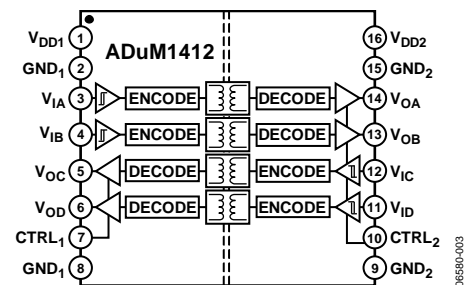 ADuM1412
VDD1 1
GND1 2
VIA 3 ENCODE DECODE 14 VOA
VIB 4 ENCODE DECODE 13 VOB
VOC 5 DECODE ENCODE 12 VIC
VOD 6 DECODE ENCODE 11 VID
CTRL1 7
GND1 8
16 VDD2
15 GND2
10 CTRL2
9 GND2
06580-003